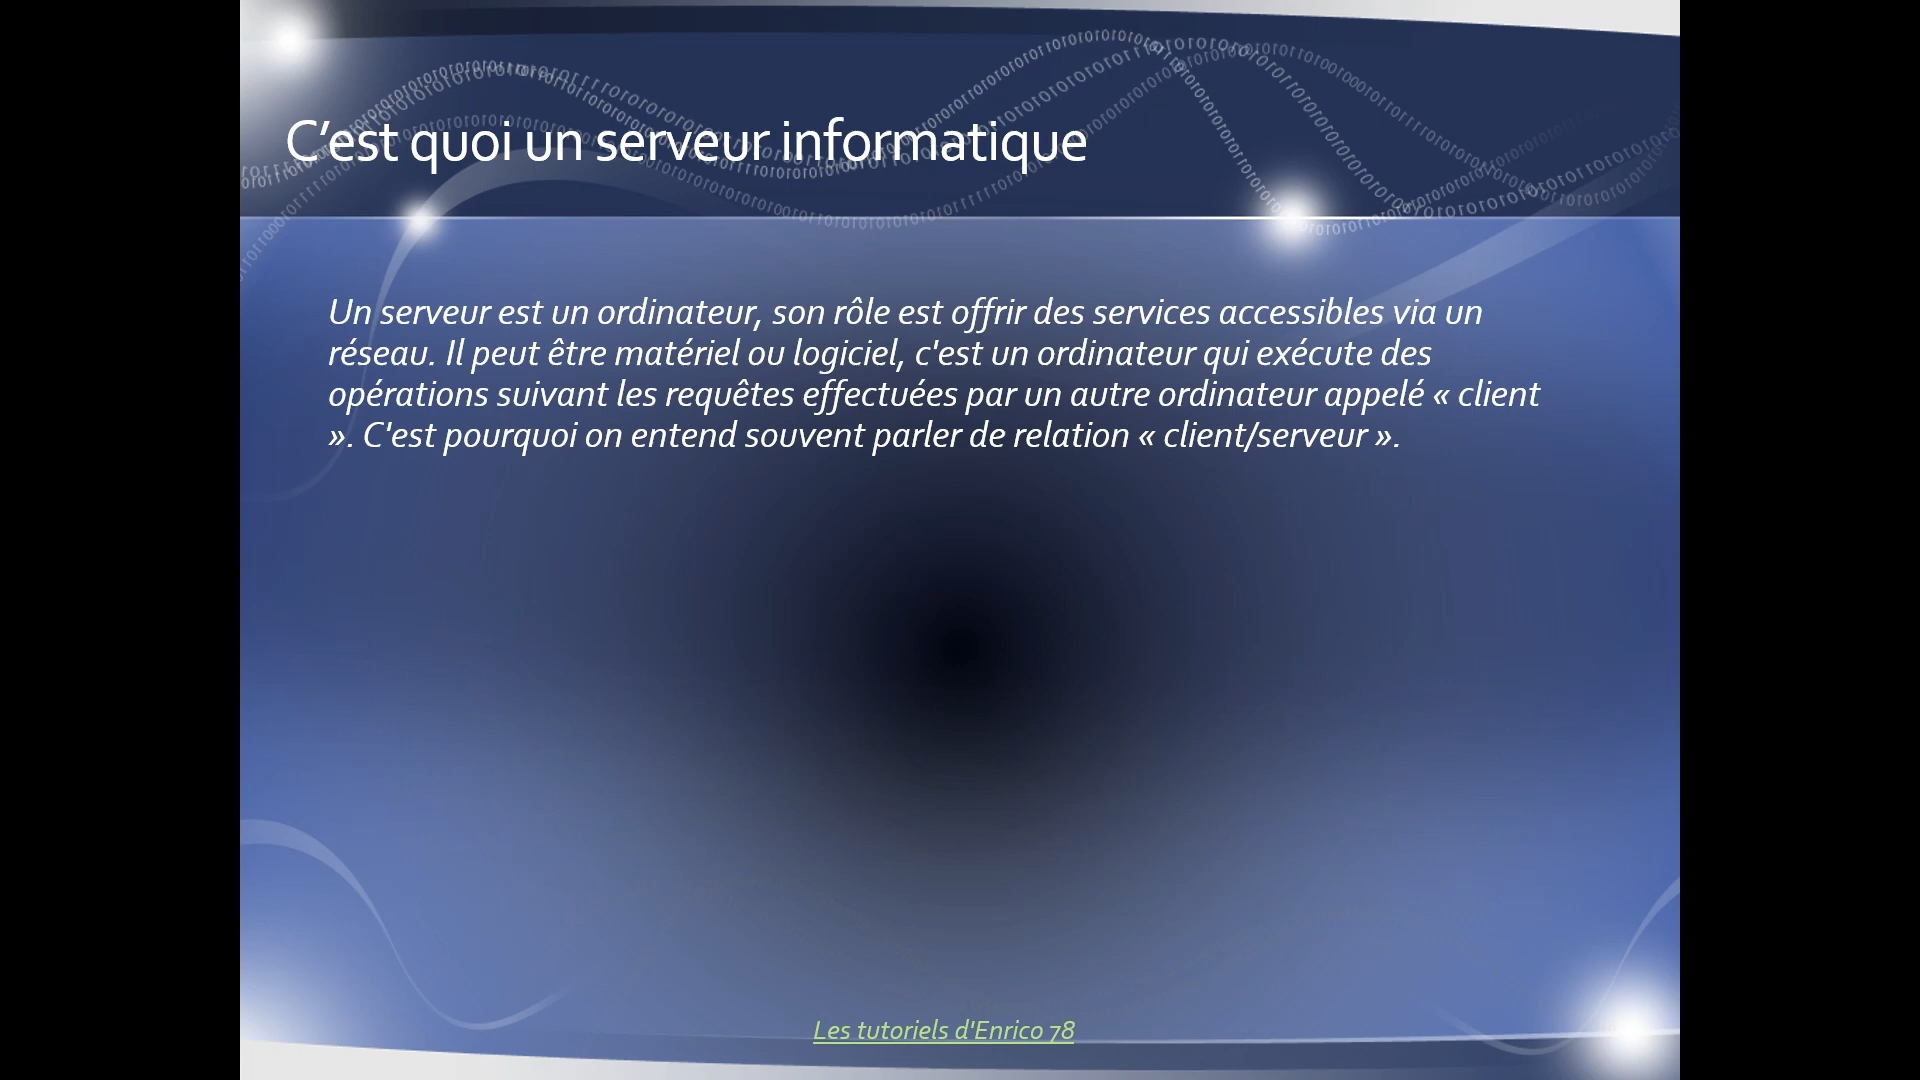 C’est quoi un serveur informatique
Un serveur est un ordinateur, son rôle est offrir des services accessibles via un
réseau. Il peut être matériel ou logiciel, c'est un ordinateur qui exécute des
opérations suivant les requêtes effectuées par un autre ordinateur appelé « client
». C'est pourquoi on entend souvent parler de relation « client/serveur ».
Les tutoriels d'Enrico 78